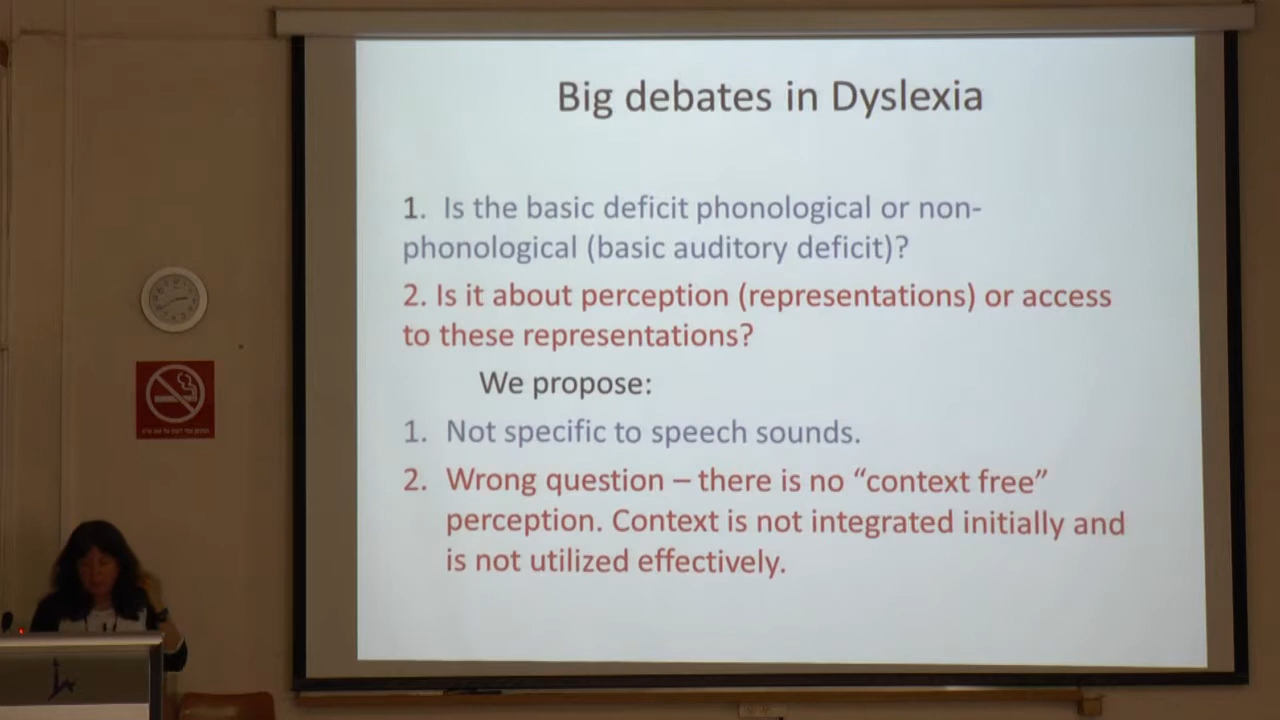 Big debates in Dyslexia
1. Is the basic deficit phonological or non-
phonological (basic auditory deficit)?
2. Is it about perception (representations) or access
to these representations?
We propose:
1. Not specific to speech sounds.
2. Wrong question – there is no “context free”
perception. Context is not integrated initially and
is not utilized effectively.